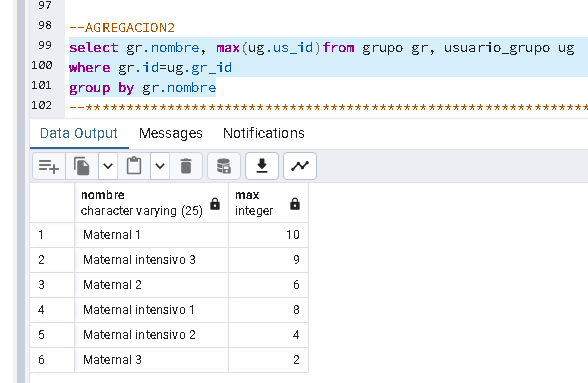 97
98 --AGREGACION2
99 select gr.nombre, max(ug.us_id)from grupo gr, usuario_grupo ug
100 where gr.id=ug.gr_id
101 group by gr.nombre
102 --**************************************************************
Data Output Messages Notifications
nombre max
character varying (25) integer
1 Maternal 1 10
2 Maternal intensivo 3 9
3 Maternal 2 6
4 Maternal intensivo 1 8
5 Maternal intensivo 2 4
6 Maternal 3 2